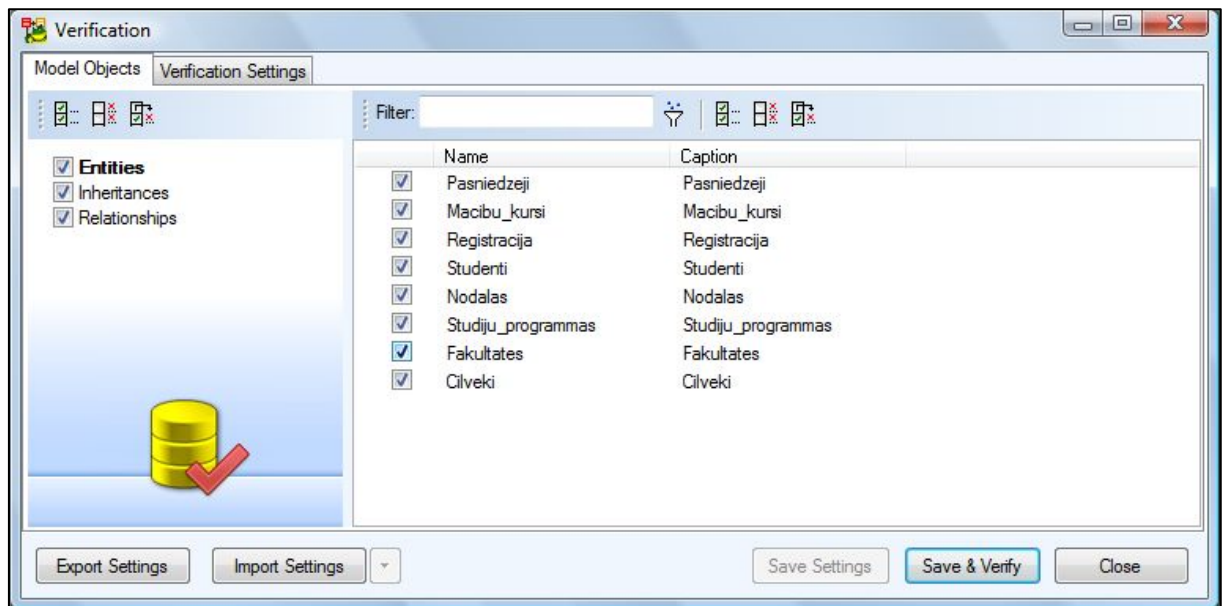 Verification
Model Objects Verification Settings
Filter:
Entities
Inheritances
Relationships
Name Caption
Pasniedzeji Pasniedzeji
Macibu_kursi Macibu_kursi
Registracija Registracija
Studenti Studenti
Nodalas Nodalas
Studiju_programmas Studiju_programmas
Fakultates Fakultates
Cilveki Cilveki
Export Settings Import Settings Save Settings Save & Verify Close